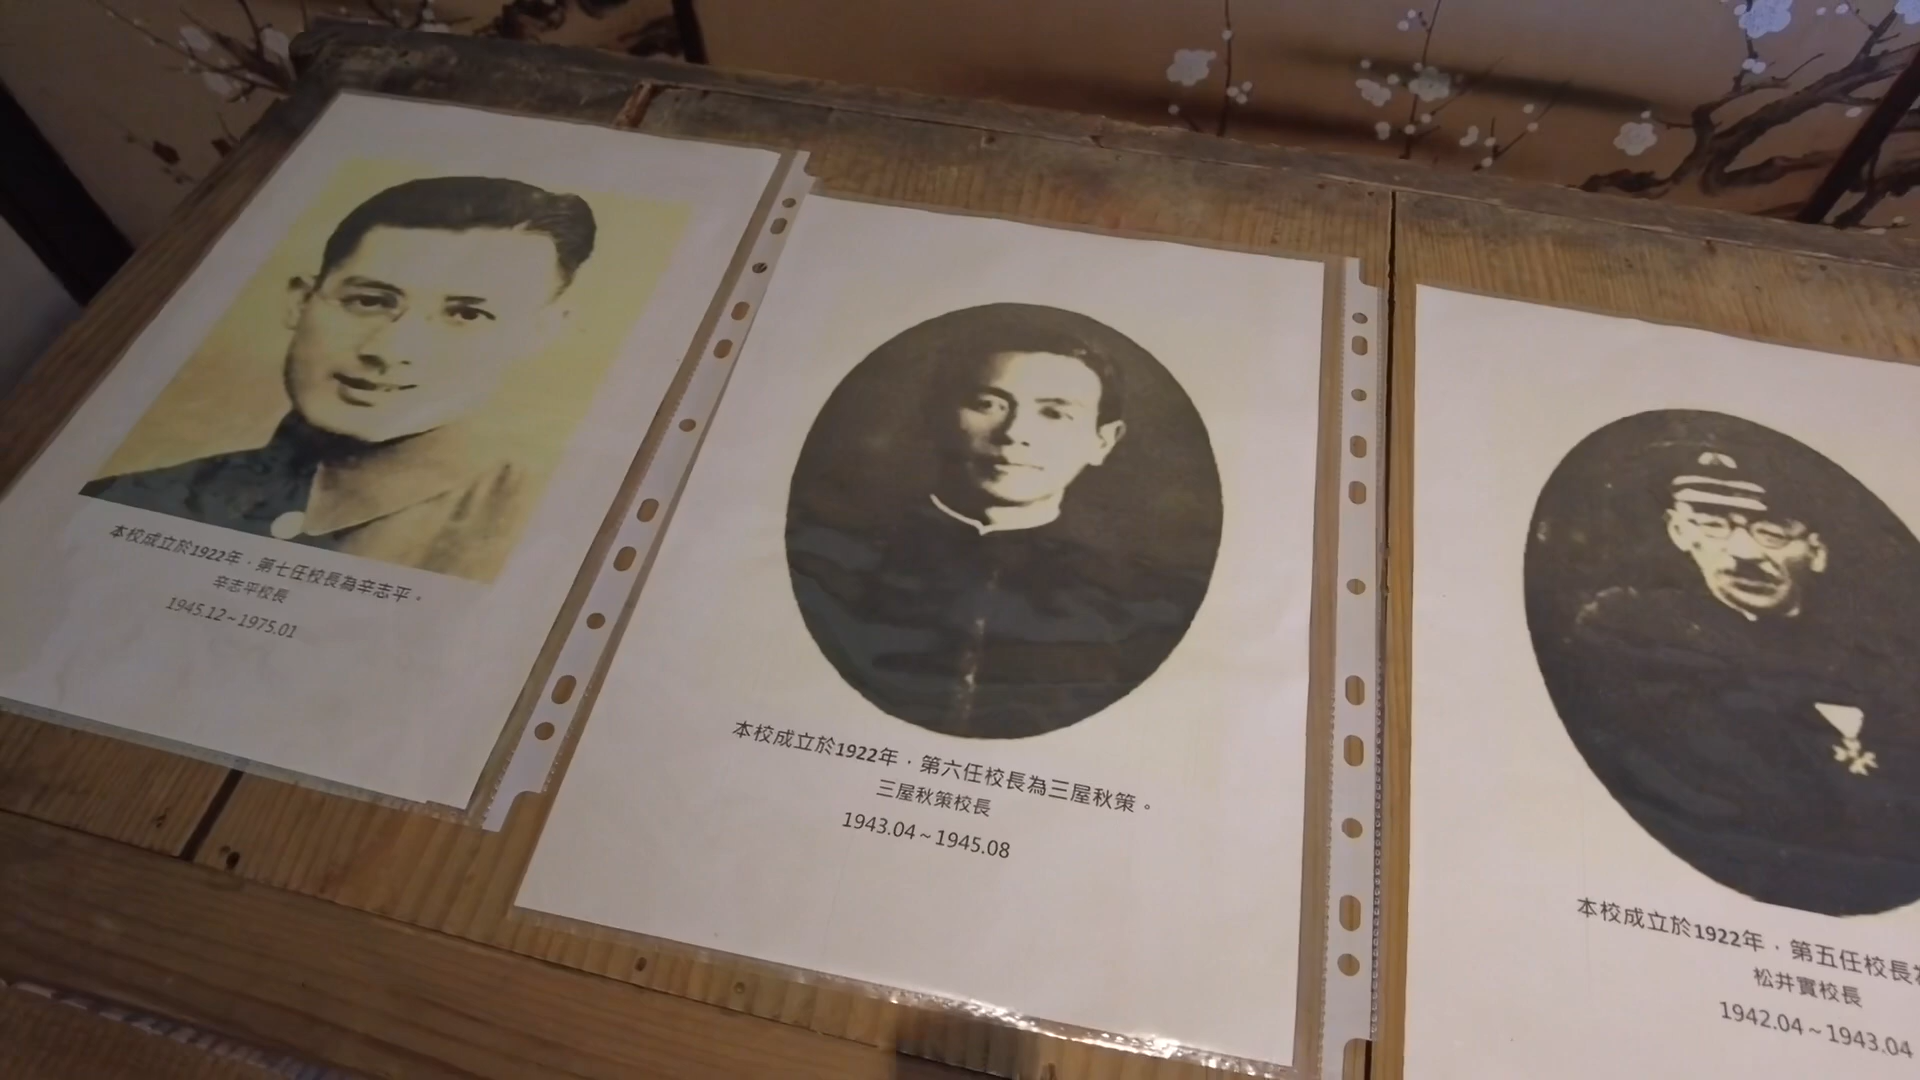 本校成立於1922年，第七任校長為辛志平。
辛志平校長
1945.12~1975.01
本校成立於1922年，第六任校長為三屋秋策。
三屋秋策校長
1943.04~1945.08
本校成立於1922年，第五任校長
松井實校長
1942.04~1943.04